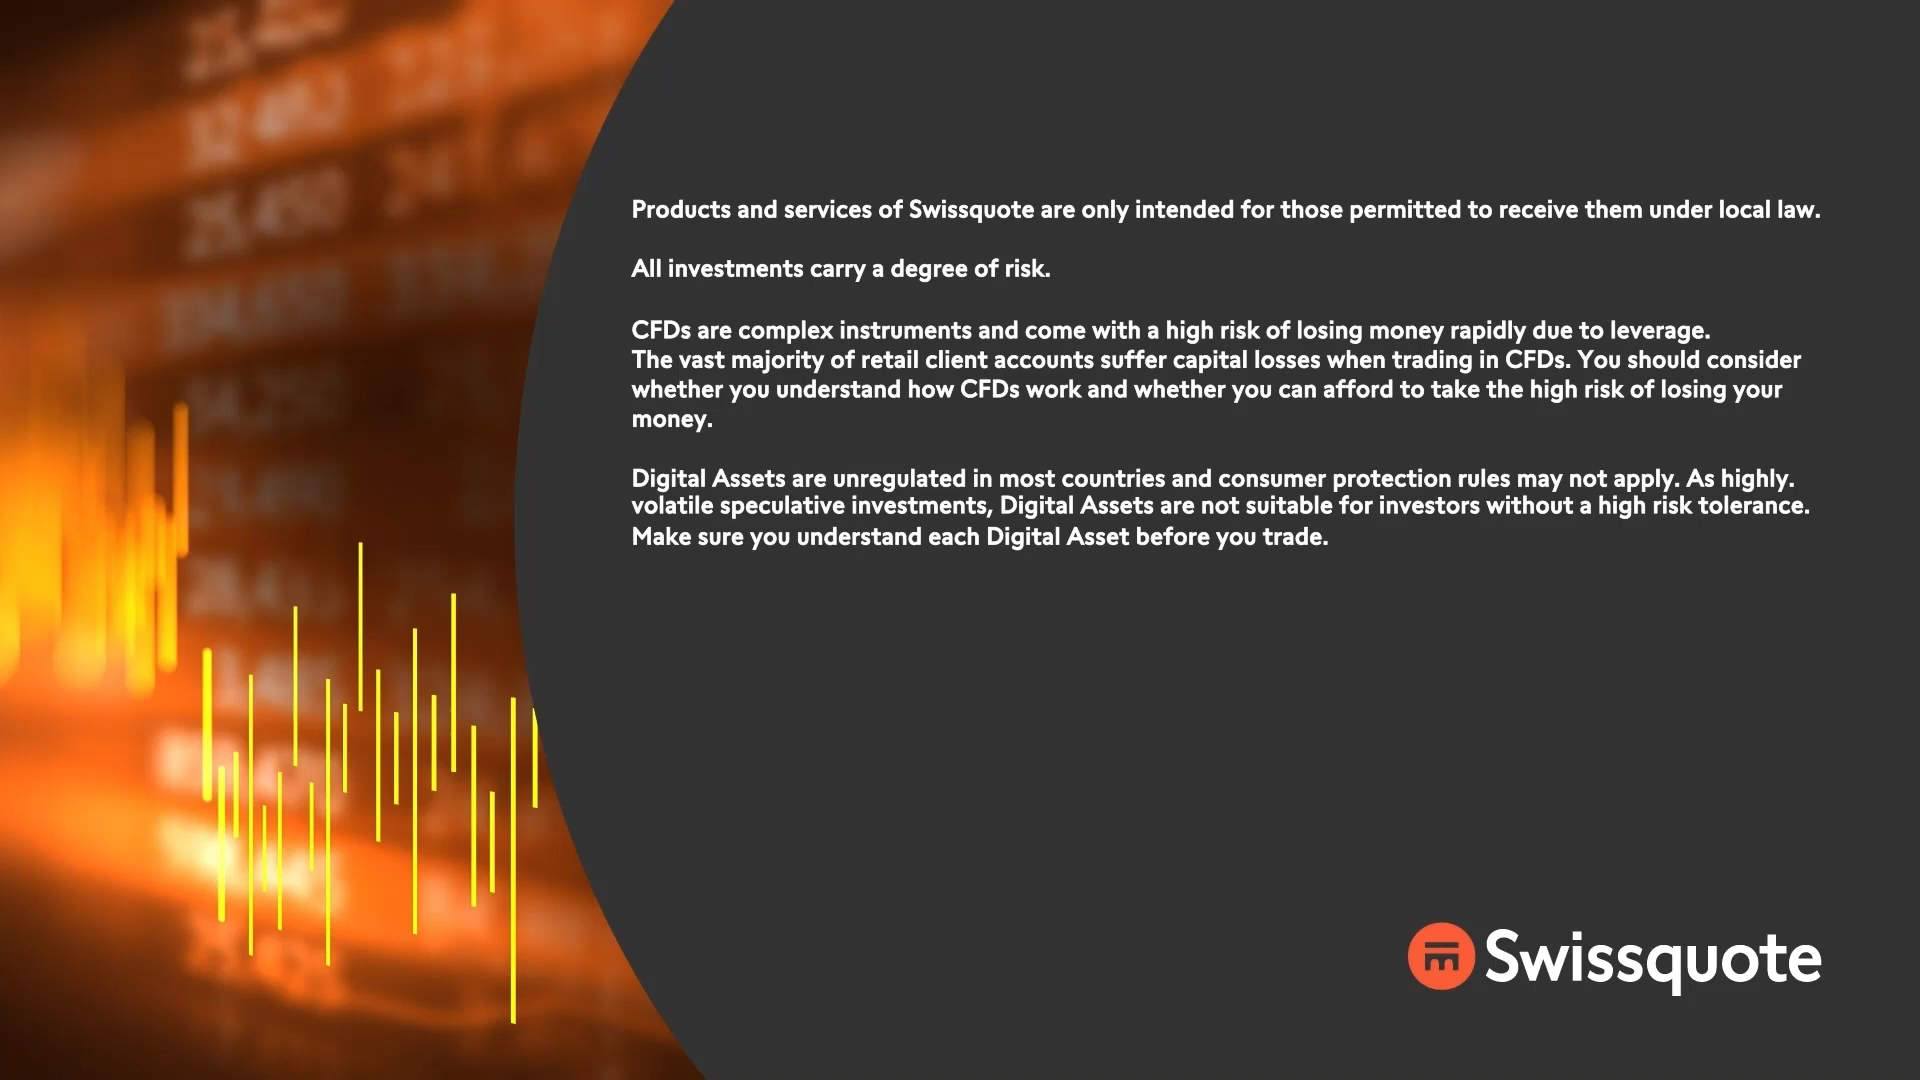 Products and services of Swissquote are only intended for those permitted to receive them under local law.
All investments carry a degree of risk.
CFDs are complex instruments and come with a high risk of losing money rapidly due to leverage.
The vast majority of retail client accounts suffer capital losses when trading in CFDs. You should consider
whether you understand how CFDs work and whether you can afford to take the high risk of losing your
money.
Digital Assets are unregulated in most countries and consumer protection rules may not apply. As highly.
volatile speculative investments, Digital Assets are not suitable for investors without a high risk tolerance.
Make sure you understand each Digital Asset before you trade.
Swissquote